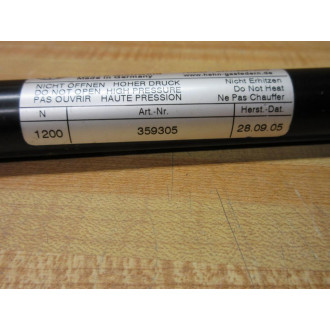 Made in Germany www.hahn-gasfedern.de
NICHT ÖFFNEN HOHER DRUCK Nicht Erhitzen
DO NOT OPEN HIGH PRESSURE Do Not Heat
PAS OUVRIR HAUTE PRESSION Ne Pas Chauffer
N Art.-Nr. Herst.-Dat.
1200 359305 28.09.05